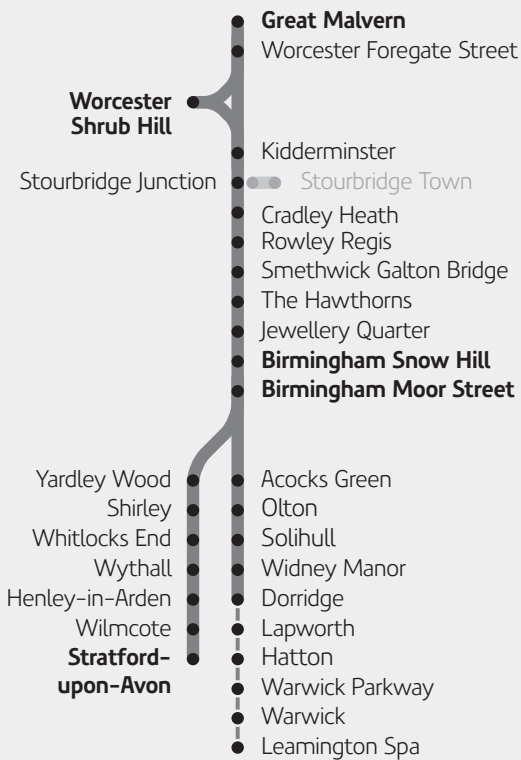 Great Malvern
Worcester Foregate Street
Worcester
Shrub Hill
Kidderminster
Stourbridge Junction
Stourbridge Town
Cradley Heath
Rowley Regis
Smethwick Galton Bridge
The Hawthorns
Jewellery Quarter
Birmingham Snow Hill
Birmingham Moor Street
Yardley Wood
Shirley
Whitlocks End
Wythall
Henley-in-Arden
Wilmcote
Stratford-
upon-Avon
Acocks Green
Olton
Solihull
Widney Manor
Dorridge
Lapworth
Hatton
Warwick Parkway
Warwick
Leamington Spa